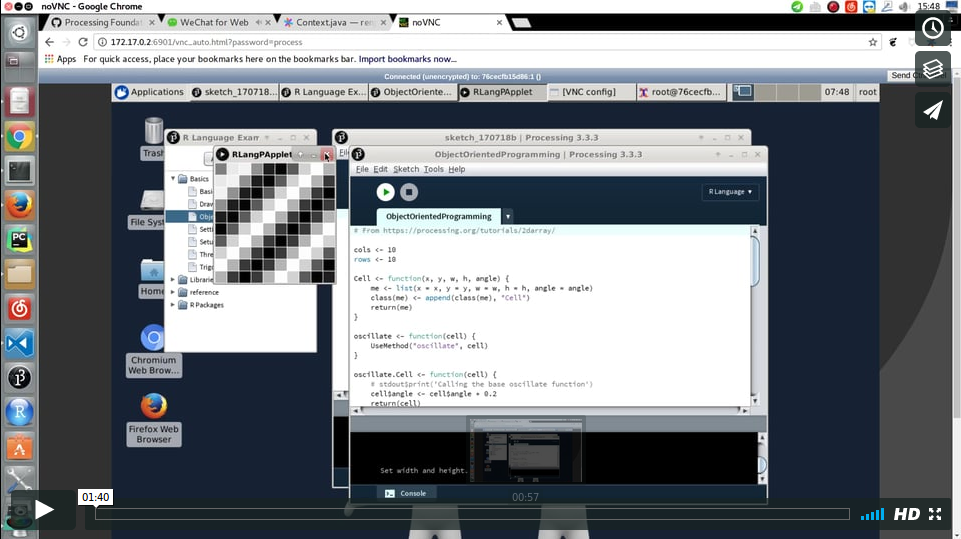 noVNC - Google Chrome
15:48
Processing Foundat
WeChat for Web
Context.java — ren
noVNC
172.17.0.2:6901/vnc_auto.html?password=process
Apps For quick access, place your bookmarks here on the bookmarks bar. Import bookmarks now...
Connected (unencrypted) to: 76cecfb15d86:1 ()
Send
Applications
sketch_170718...
R Language Ex...
ObjectOriente...
RLangPApplet
[VNC config]
root@76cecfb...
07:48
root
Trash
File Sys
Home
Chromium
Web Brow...
Firefox Web
Browser
R Language Exam
Basics
Basi
Draw
Obje
Setti
Setu
Thre
Trigo
Librarie
reference
R Packages
RLangPApplet
sketch_170718b | Processing 3.3.3
ObjectOrientedProgramming | Processing 3.3.3
File Edit Sketch Tools Help
R Language ▾
ObjectOrientedProgramming
# From https://processing.org/tutorials/2darray/
cols <- 10
rows <- 10
Cell <- function(x, y, w, h, angle) {
me <- list(x = x, y = y, w = w, h = h, angle = angle)
class(me) <- append(class(me), "Cell")
return(me)
}
oscillate <- function(cell) {
UseMethod("oscillate", cell)
}
oscillate.Cell <- function(cell) {
# stdout$print('Calling the base oscillate function')
cell$angle <- cell$angle + 0.2
return(cell)
Set width and height.
Console
01:40
00:57
HD